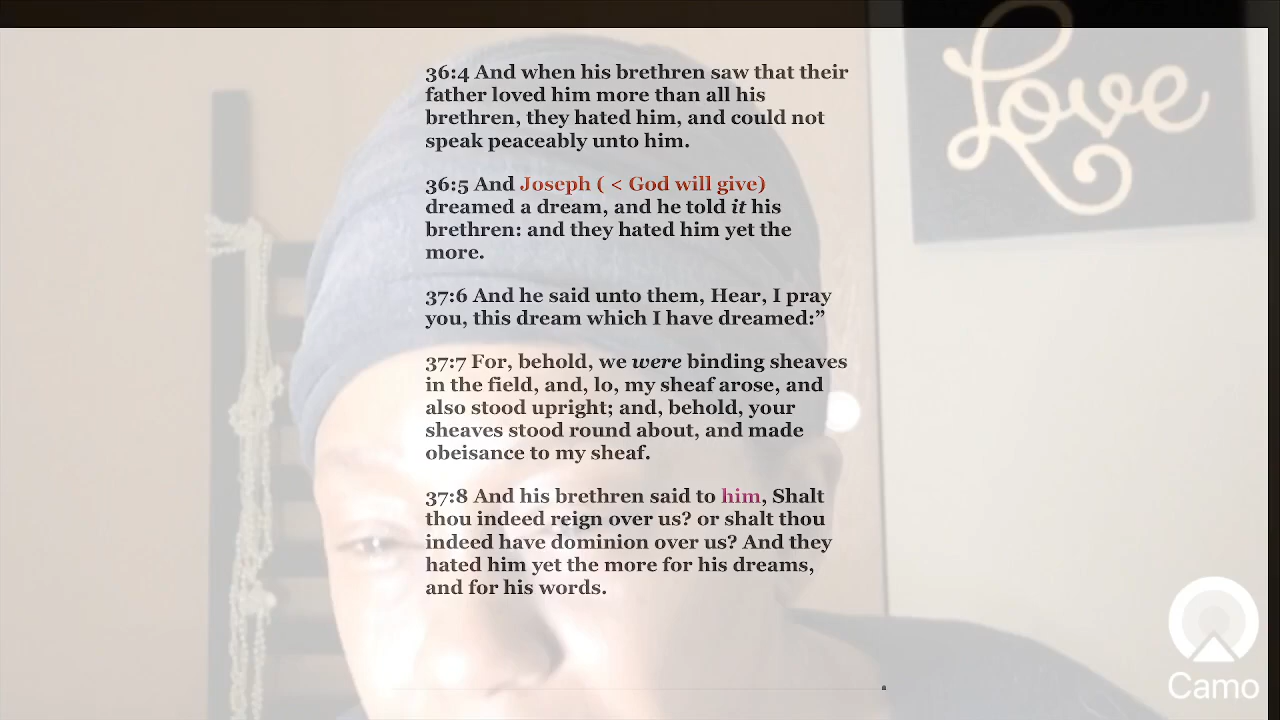 Love
36:4 And when his brethren saw that their
father loved him more than all his
brethren, they hated him, and could not
speak peaceably unto him.
36:5 And Joseph ( < God will give)
dreamed a dream, and he told it his
brethren: and they hated him yet the
more.
37:6 And he said unto them, Hear, I pray
you, this dream which I have dreamed:”
37:7 For, behold, we were binding sheaves
in the field, and, lo, my sheaf arose, and
also stood upright; and, behold, your
sheaves stood round about, and made
obeisance to my sheaf.
37:8 And his brethren said to him, Shalt
thou indeed reign over us? or shalt thou
indeed have dominion over us? And they
hated him yet the more for his dreams,
and for his words.
Camo